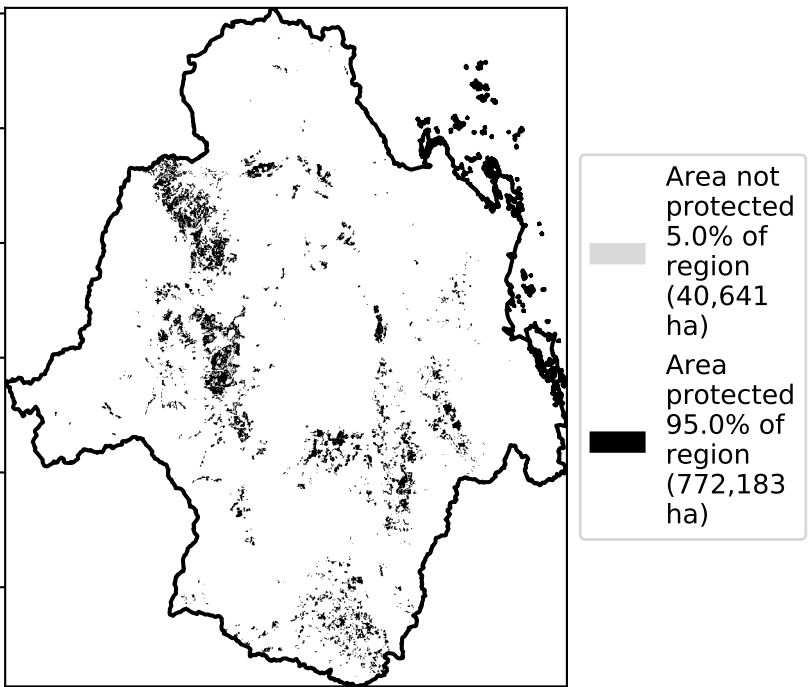 Area not
protected
5.0% of
region
(40,641
ha)
Area
protected
95.0% of
region
(772,183
ha)